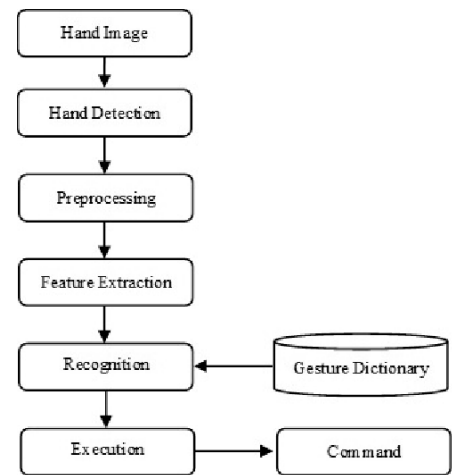 Hand Image
Hand Detection
Preprocessing
Feature Extraction
Recognition
Gesture Dictionary
Execution
Command